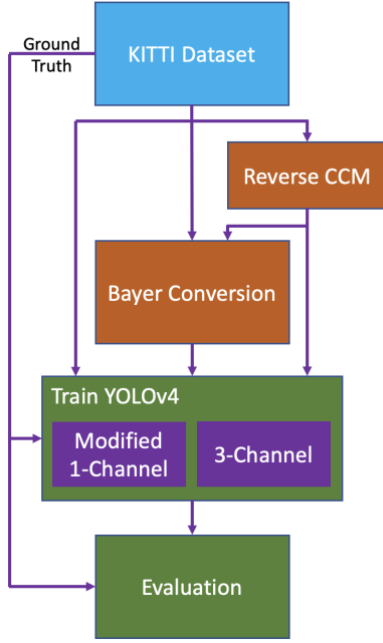 Ground
Truth
KITTI Dataset
Reverse CCM
Bayer Conversion
Train YOLOv4
Modified
1-Channel
3-Channel
Evaluation